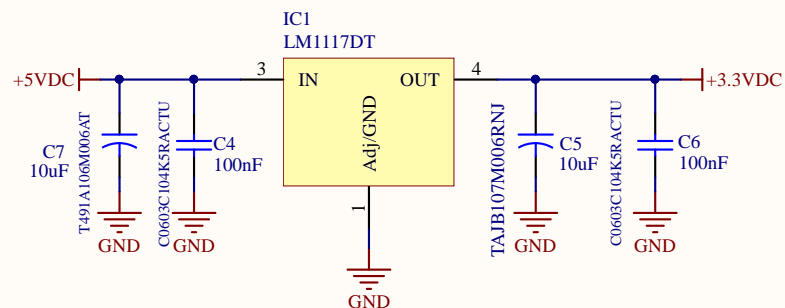 IC1
LM1117DT
+5VDC
3
IN
OUT
4
+3.3VDC
Adj/GND
1
C7
10uF
T491A106M006AT
C4
100nF
C0603C104K5RACTU
TAJB107M006RNJ
C5
10uF
C0603C104K5RACTU
C6
100nF
GND
GND
GND
GND
GND